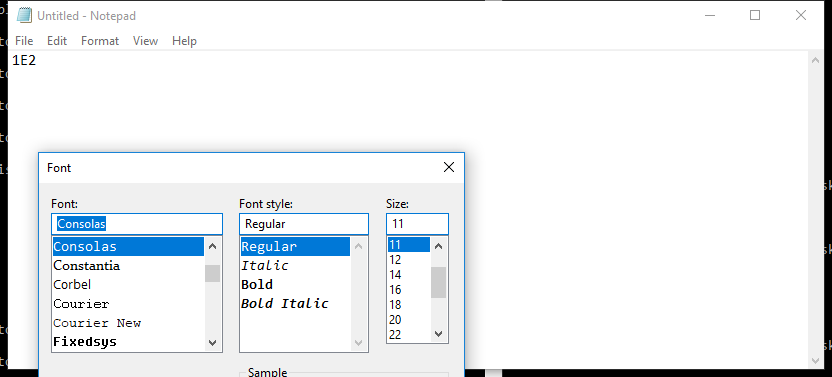 Untitled - Notepad
File Edit Format View Help
1E2
Font
Font: Font style: Size:
Consolas Regular 11
Consolas Regular 11
Constantia Italic 12
Corbel Bold 14
Courier Bold Italic 16
Courier New 18
Fixedsys 20
22
Sample